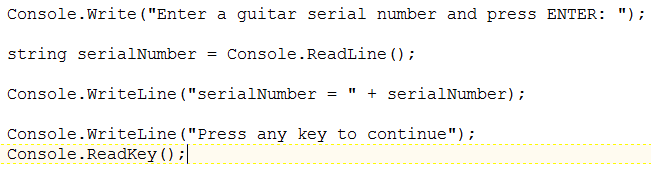 Console.Write("Enter a guitar serial number and press ENTER: ");
string serialNumber = Console.ReadLine();
Console.WriteLine("serialNumber = " + serialNumber);
Console.WriteLine("Press any key to continue");
Console.ReadKey();